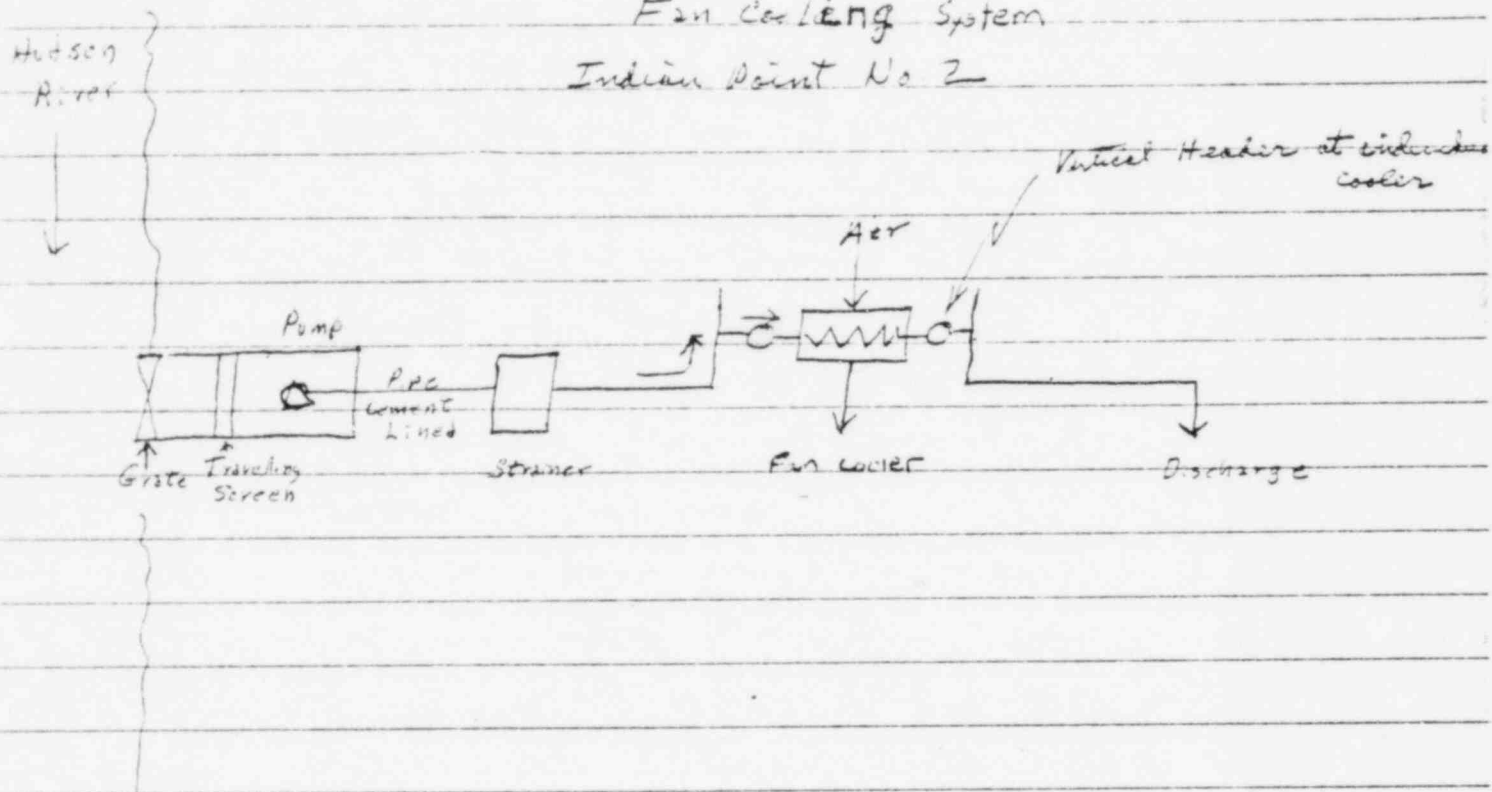 Fan Cooling System
Indian Point No 2
Hudson
River
Vertical Header at
cooler
Air
Pump
Pipe
Cement
Lined
Grate
Travelling
Screen
Strainer
Fan cooler
Discharge